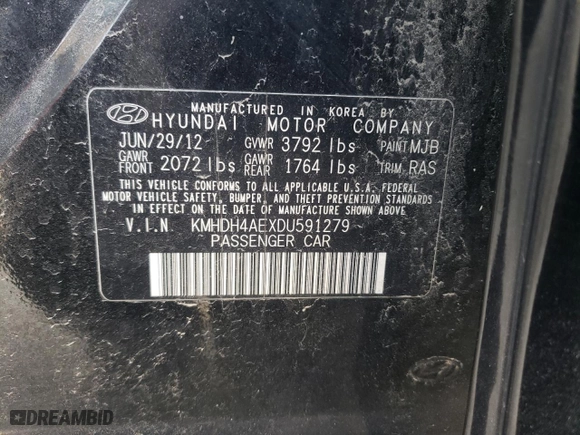 MANUFACTURED IN KOREA BY
HYUNDAI MOTOR COMPANY
JUN/29/12 GVWR 3792 lbs PAINT MJB
GAWR FRONT 2072 lbs GAWR REAR 1764 lbs TRIM RAS
THIS VEHICLE CONFORMS TO ALL APPLICABLE U.S.A. FEDERAL
MOTOR VEHICLE SAFETY, BUMPER, AND THEFT PREVENTION STANDARDS
IN EFFECT ON THE DATE OF MANUFACTURE SHOWN ABOVE.
V.I.N. KMHDH4AEXDU591279
PASSENGER CAR
DREAMBID